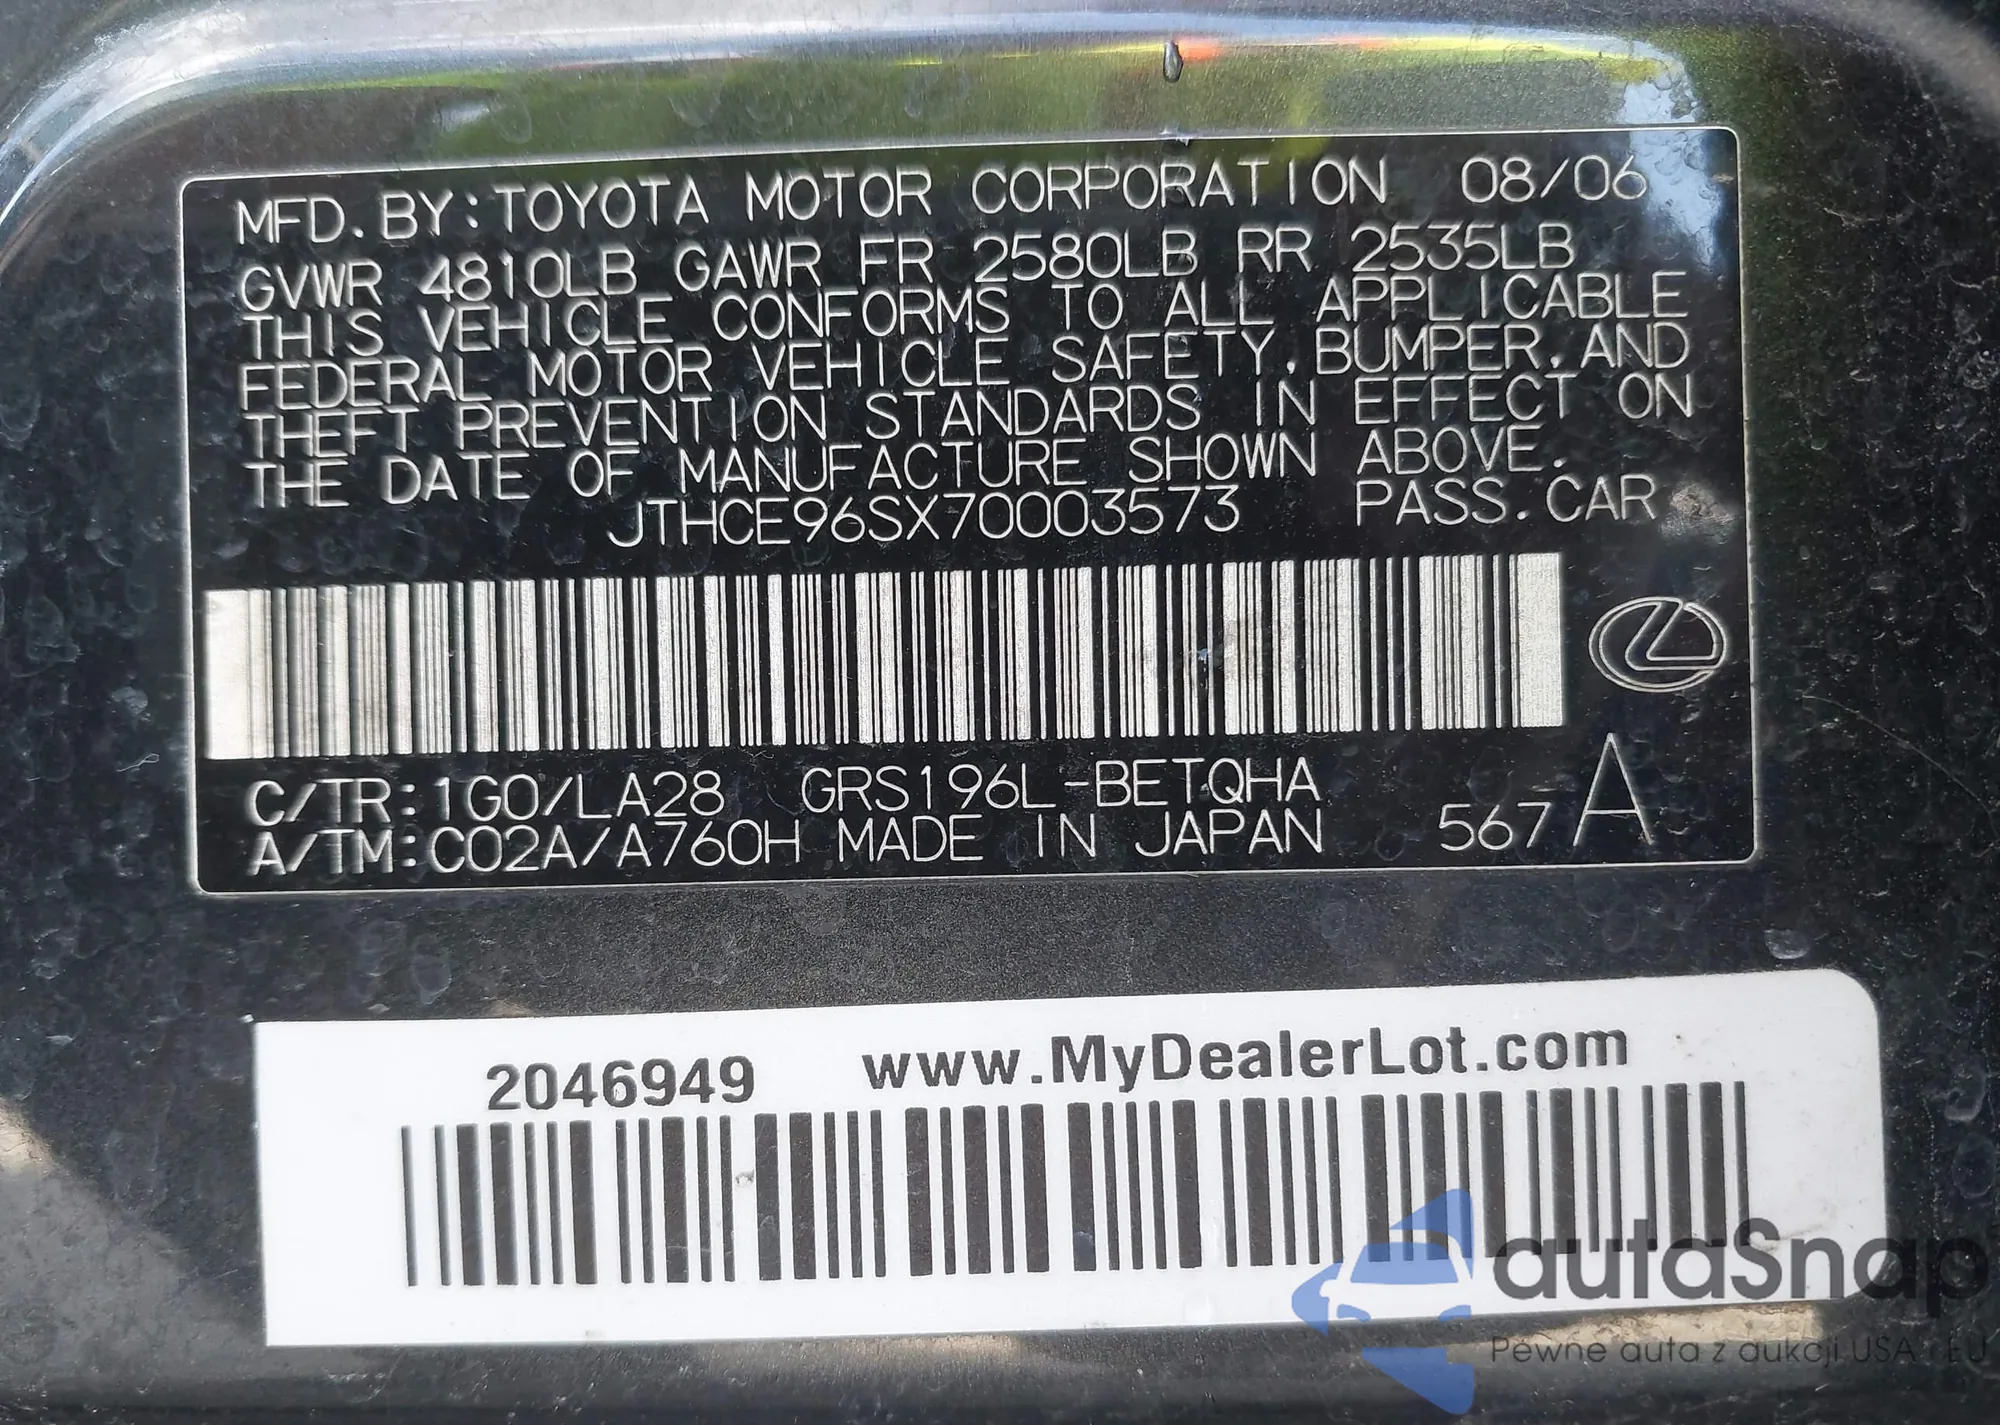 MFD. BY: TOYOTA MOTOR CORPORATION 08/06
GVWR 4810LB GAWR FR 2580LB RR 2535LB
THIS VEHICLE CONFORMS TO ALL APPLICABLE
FEDERAL MOTOR VEHICLE SAFETY, BUMPER, AND
THEFT PREVENTION STANDARDS IN EFFECT ON
THE DATE OF MANUFACTURE SHOWN ABOVE.
JTHCE96SX70003573 PASS. CAR
C/TR: 1G0/LA28 GRS196L-BETQHA
A/TM: C02A/A760H MADE IN JAPAN 567 A
2046949 www.MyDealerLot.com
autaSnap
Pewne auta z aukcji USA i EU